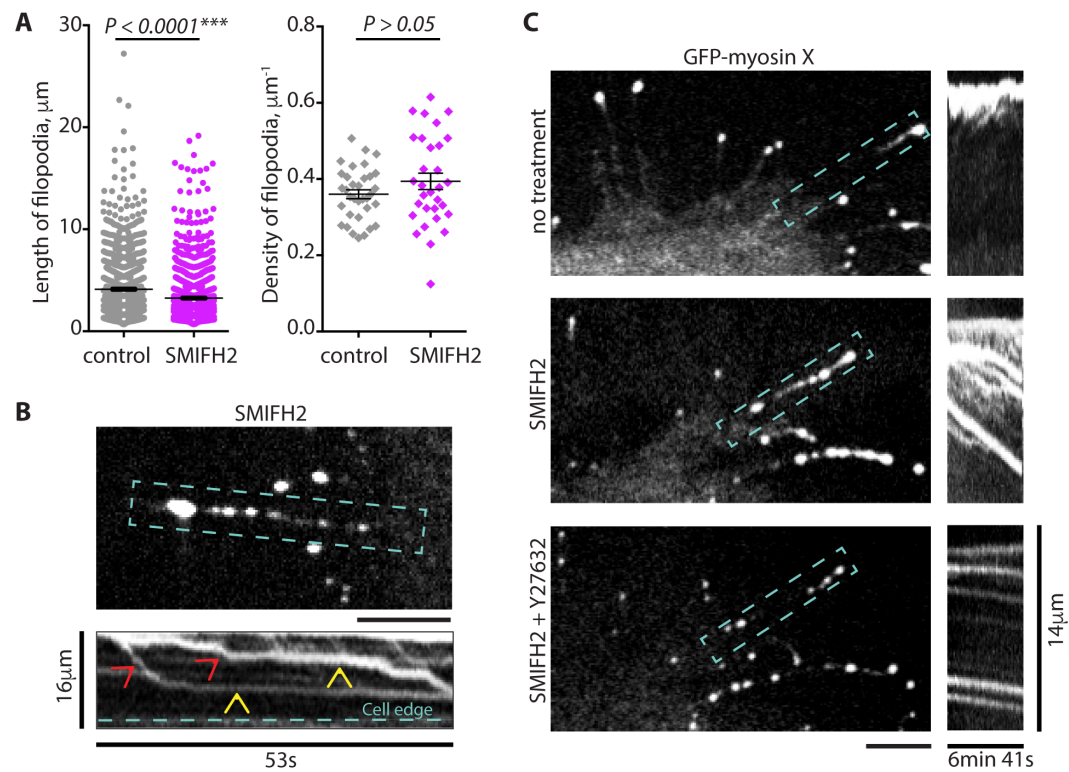 A
P < 0.0001***
Length of filopodia, μm
30
20
10
0
control
SMIFH2
P > 0.05
Density of filopodia, μm⁻¹
0.8
0.6
0.4
0.2
0.0
control
SMIFH2
B
SMIFH2
16μm
Cell edge
53s
C
GFP-myosin X
no treatment
SMIFH2
SMIFH2 + Y27632
14μm
6min 41s